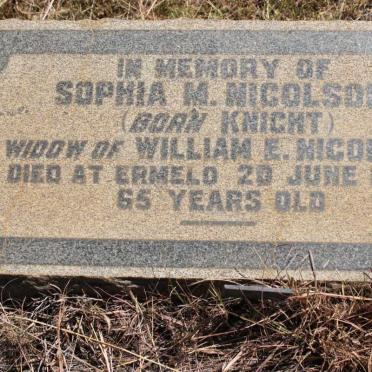 IN MEMORY OF
SOPHIA M. NICOLSO
(BORN KNIGHT)
WIDOW OF WILLIAM E. NICO
DIED AT ERMELO 20 JUNE
65 YEARS OLD